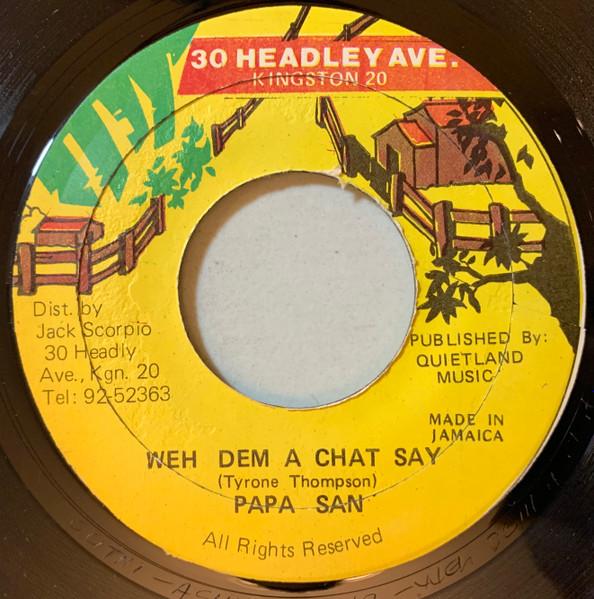 30 HEADLEY AVE.
KINGSTON 20
Dist. by
Jack Scorpio
30 Headly
Ave., Kgn. 20
Tel: 92-52363
PUBLISHED By:
QUIETLAND
MUSIC
MADE IN
JAMAICA
WEH DEM A CHAT SAY
(Tyrone Thompson)
PAPA SAN
All Rights Reserved